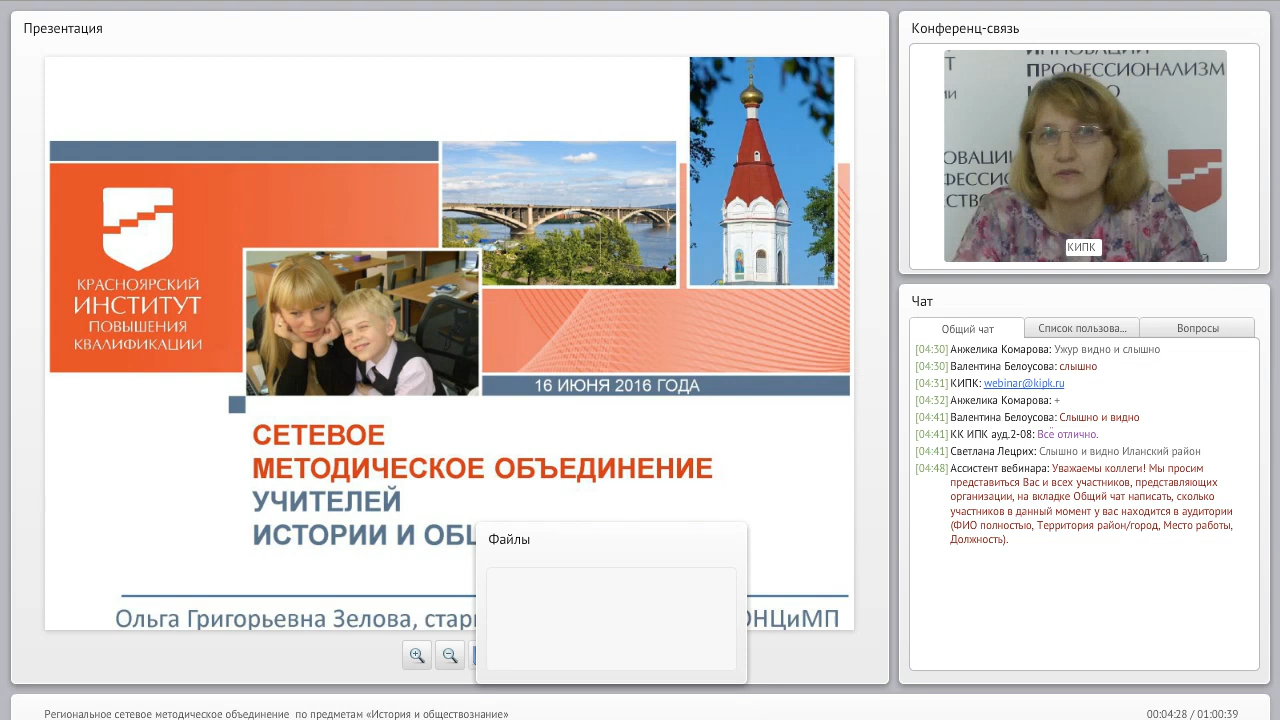 Презентация
КРАСНОЯРСКИЙ
ИНСТИТУТ
ПОВЫШЕНИЯ
КВАЛИФИКАЦИИ
16 ИЮНЯ 2016 ГОДА
СЕТЕВОЕ
МЕТОДИЧЕСКОЕ ОБЪЕДИНЕНИЕ
УЧИТЕЛЕЙ
ИСТОРИИ И
Ольга Григорьевна Зелова,
Файлы
Конференц-связь
ПРОФЕССИОНАЛИЗМ
КИПК
Чат
Общий чат
Список пользова...
Вопросы
[04:30] Анжелика Комарова: Ужур видно и слышно
[04:30] Валентина Белоусова: слышно
[04:31] КИПК: webinar@kipk.ru
[04:32] Анжелика Комарова: +
[04:41] Валентина Белоусова: Слышно и видно
[04:41] КК ИПК ауд.2-08: Всё отлично.
[04:41] Светлана Лецрих: Слышно и видно Иланский район
[04:48] Ассистент вебинара: Уважаемы коллеги! Мы просим
представиться Вас и всех участников, представляющих
организации, на вкладке Общий чат написать, сколько
участников в данный момент у вас находится в аудитории
(ФИО полностью, Территория район/город, Место работы,
Должность).
Региональное сетевое методическое объединение по предметам «История и обществознание»
00:04:28 / 01:00:39